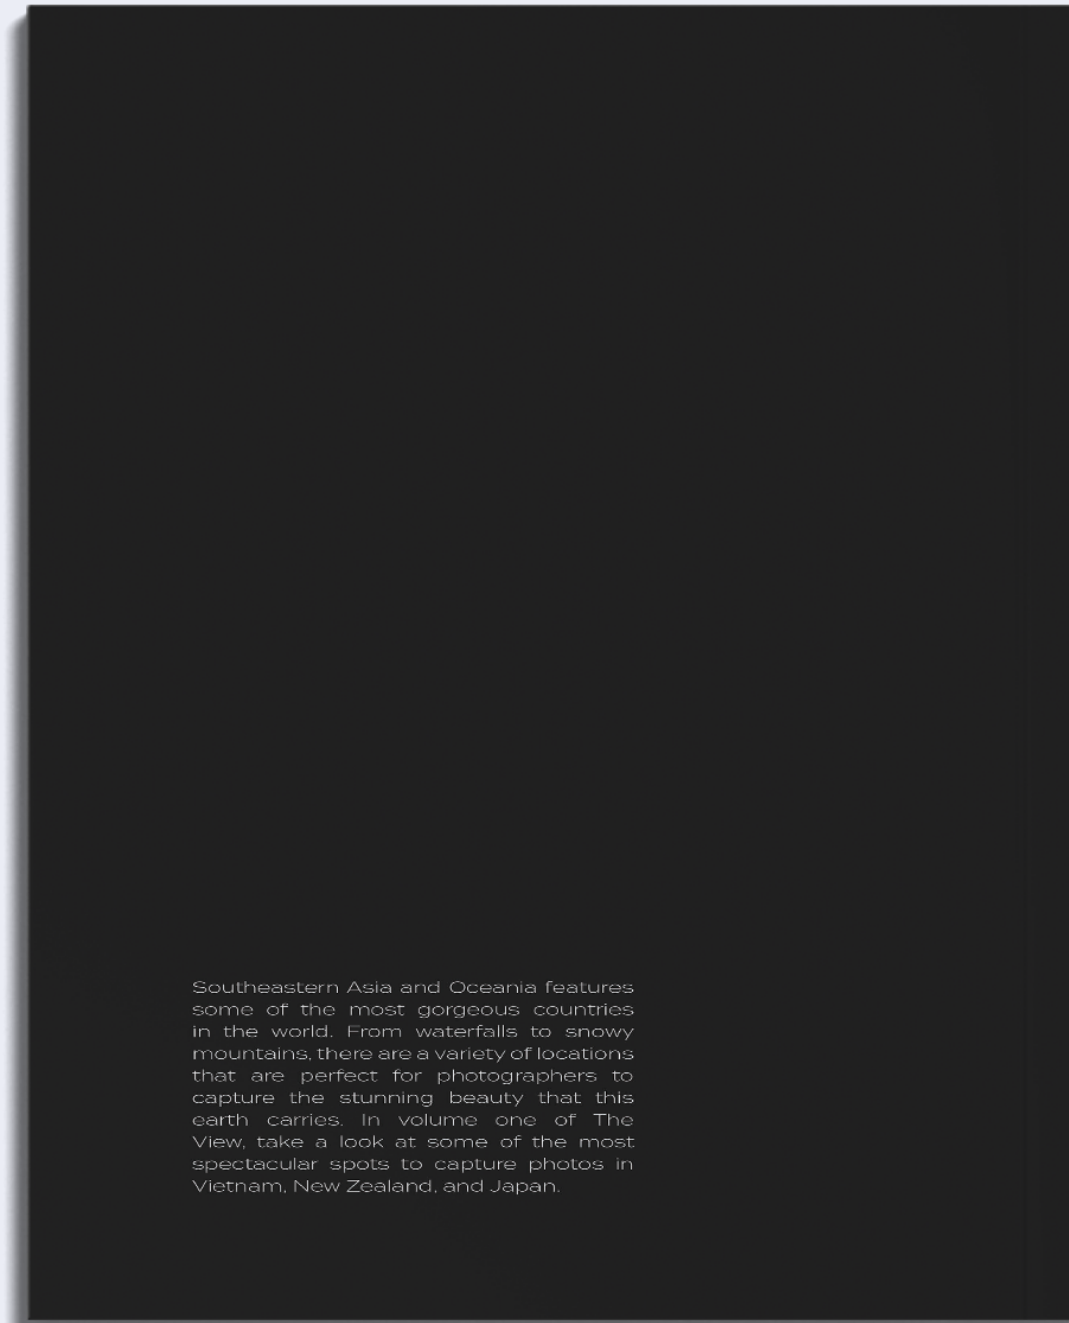 Southeastern Asia and Oceania features
some of the most gorgeous countries
in the world. From waterfalls to snowy
mountains, there are a variety of locations
that are perfect for photographers to
capture the stunning beauty that this
earth carries. In volume one of The
View, take a look at some of the most
spectacular spots to capture photos in
Vietnam, New Zealand, and Japan.